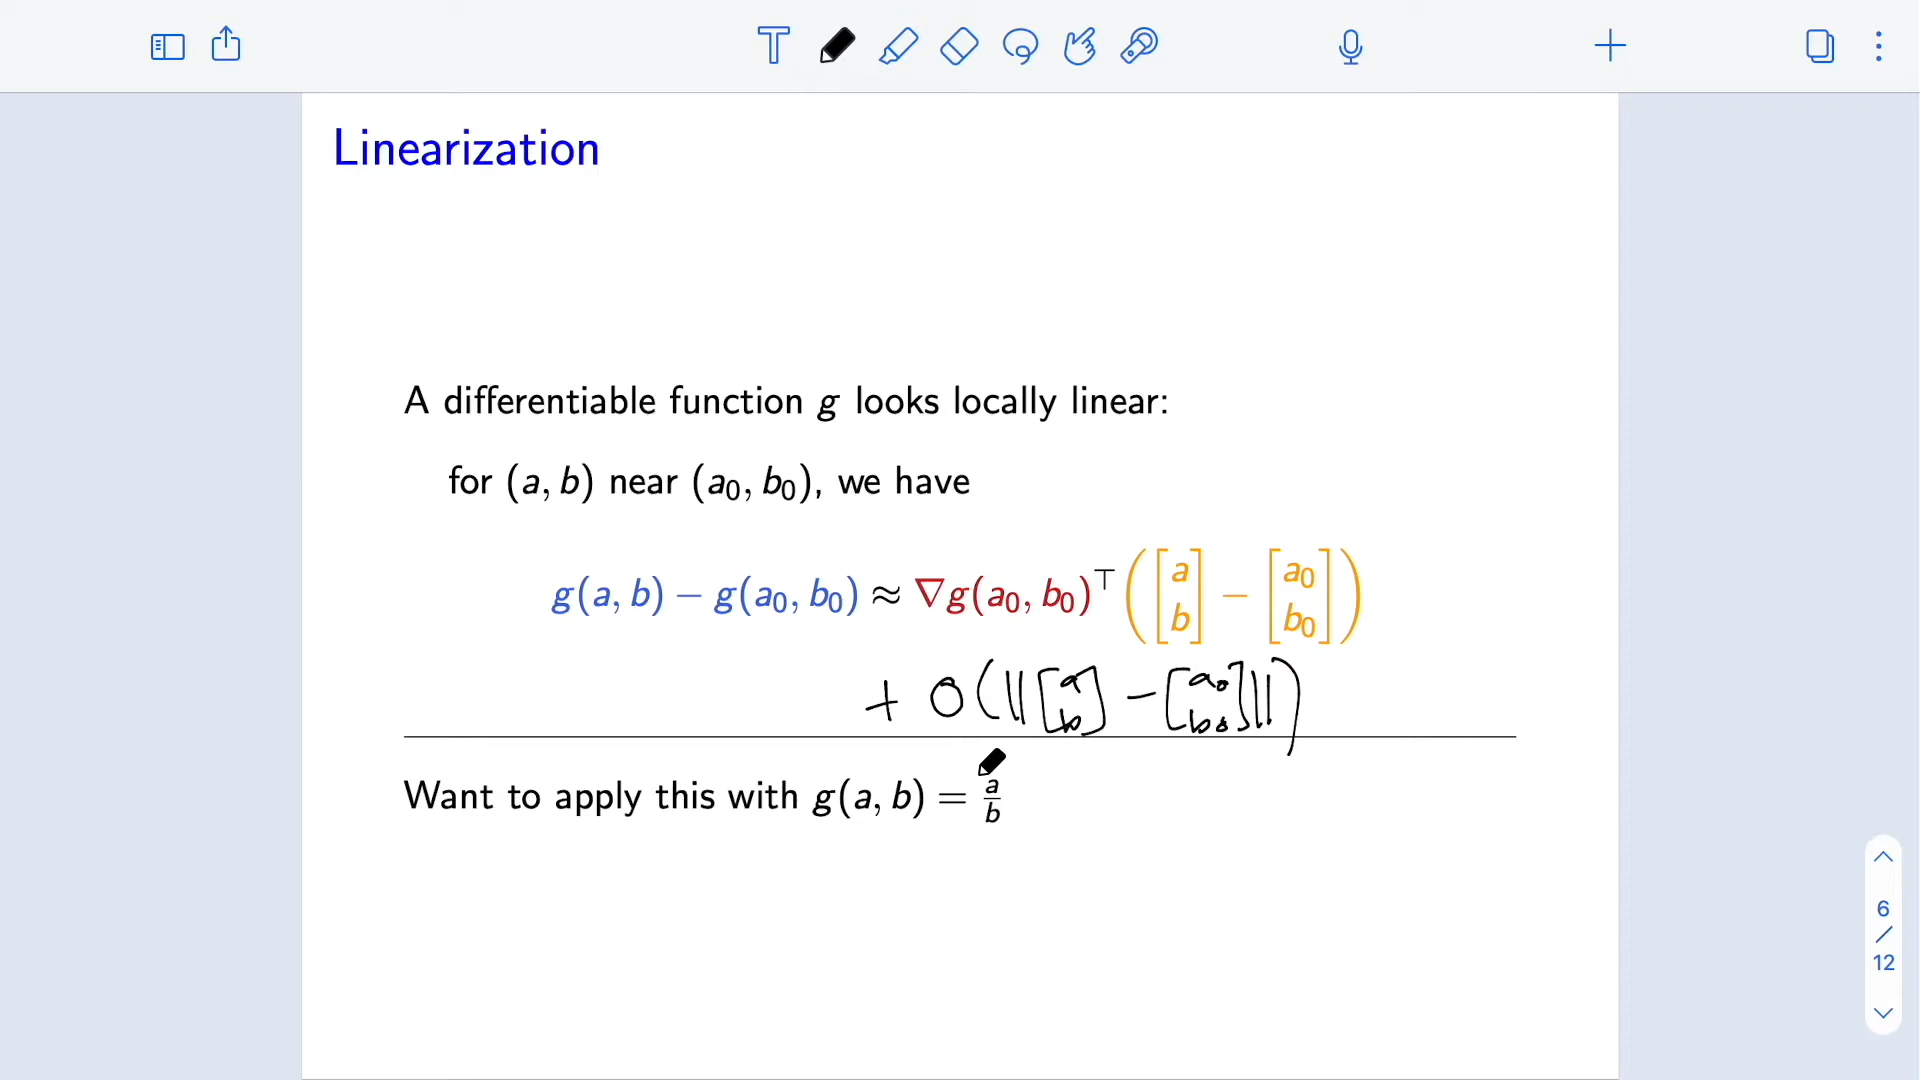 Linearization
A differentiable function g looks locally linear:
for (a, b) near (a₀, b₀), we have
g(a, b) − g(a₀, b₀) ≈ ∇g(a₀, b₀)⊤ ([a b] − [a₀ b₀])
+ o(||[a b] − [a₀ b₀]||)
Want to apply this with g(a, b) = a/b
6
/
12